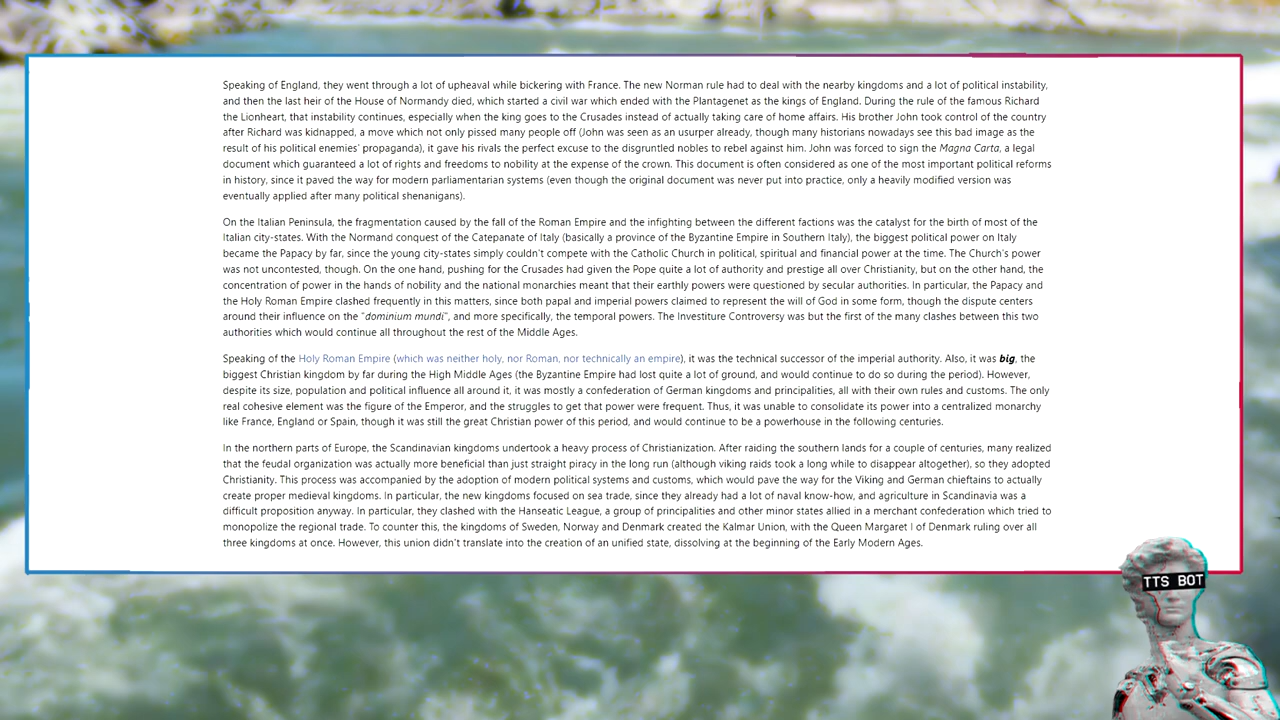 Speaking of England, they went through a lot of upheaval while bickering with France. The new Norman rule had to deal with the nearby kingdoms and a lot of political instability,
and then the last heir of the House of Normandy died, which started a civil war which ended with the Plantagenet as the kings of England. During the rule of the famous Richard
the Lionheart, that instability continues, especially when the king goes to the Crusades instead of actually taking care of home affairs. His brother John took control of the country
after Richard was kidnapped, a move which not only pissed many people off (John was seen as an usurper already, though many historians nowadays see this bad image as the
result of his political enemies' propaganda), it gave his rivals the perfect excuse to the disgruntled nobles to rebel against him. John was forced to sign the Magna Carta, a legal
document which guaranteed a lot of rights and freedoms to nobility at the expense of the crown. This document is often considered as one of the most important political reforms
in history, since it paved the way for modern parliamentarian systems (even though the original document was never put into practice, only a heavily modified version was
eventually applied after many political shenanigans).
On the Italian Peninsula, the fragmentation caused by the fall of the Roman Empire and the infighting between the different factions was the catalyst for the birth of most of the
Italian city-states. With the Normand conquest of the Catepanate of Italy (basically a province of the Byzantine Empire in Southern Italy), the biggest political power on Italy
became the Papacy by far, since the young city-states simply couldn't compete with the Catholic Church in political, spiritual and financial power at the time. The Church's power
was not uncontested, though. On the one hand, pushing for the Crusades had given the Pope quite a lot of authority and prestige all over Christianity, but on the other hand, the
concentration of power in the hands of nobility and the national monarchies meant that their earthly powers were questioned by secular authorities. In particular, the Papacy and
the Holy Roman Empire clashed frequently in this matters, since both papal and imperial powers claimed to represent the will of God in some form, though the dispute centers
around their influence on the "dominium mundi", and more specifically, the temporal powers. The Investiture Controversy was but the first of the many clashes between this two
authorities which would continue all throughout the rest of the Middle Ages.
Speaking of the Holy Roman Empire (which was neither holy, nor Roman, nor technically an empire), it was the technical successor of the imperial authority. Also, it was big, the
biggest Christian kingdom by far during the High Middle Ages (the Byzantine Empire had lost quite a lot of ground, and would continue to do so during the period). However,
despite its size, population and political influence all around it, it was mostly a confederation of German kingdoms and principalities, all with their own rules and customs. The only
real cohesive element was the figure of the Emperor, and the struggles to get that power were frequent. Thus, it was unable to consolidate its power into a centralized monarchy
like France, England or Spain, though it was still the great Christian power of this period, and would continue to be a powerhouse in the following centuries.
In the northern parts of Europe, the Scandinavian kingdoms undertook a heavy process of Christianization. After raiding the southern lands for a couple of centuries, many realized
that the feudal organization was actually more beneficial than just straight piracy in the long run (although viking raids took a long while to disappear altogether), so they adopted
Christianity. This process was accompanied by the adoption of modern political systems and customs, which would pave the way for the Viking and German chieftains to actually
create proper medieval kingdoms. In particular, the new kingdoms focused on sea trade, since they already had a lot of naval know-how, and agriculture in Scandinavia was a
difficult proposition anyway. In particular, they clashed with the Hanseatic League, a group of principalities and other minor states allied in a merchant confederation which tried to
monopolize the regional trade. To counter this, the kingdoms of Sweden, Norway and Denmark created the Kalmar Union, with the Queen Margaret I of Denmark ruling over all
three kingdoms at once. However, this union didn't translate into the creation of an unified state, dissolving at the beginning of the Early Modern Ages.
TTS BOT